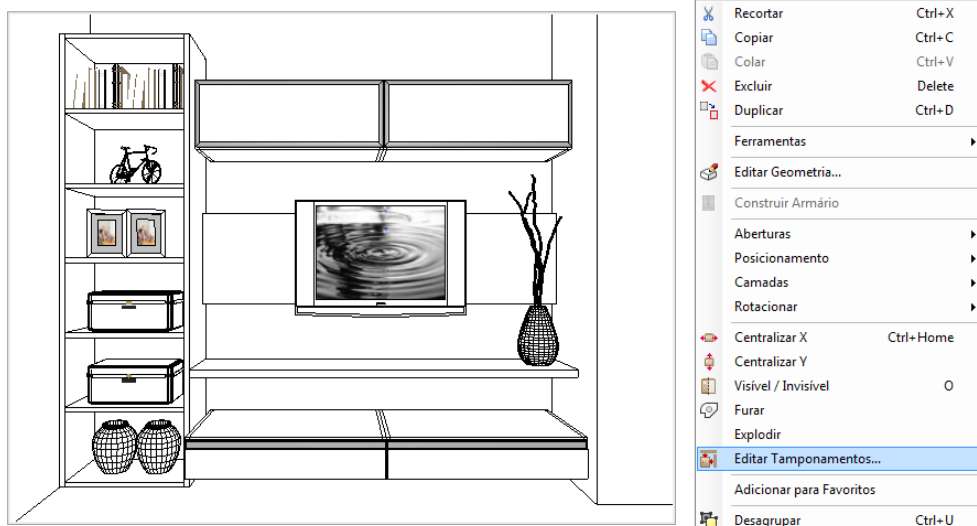 Recortar Ctrl+X
Copiar Ctrl+C
Colar Ctrl+V
Excluir Delete
Duplicar Ctrl+D
Ferramentas
Editar Geometria...
Construir Armário
Aberturas
Posicionamento
Camadas
Rotacionar
Centralizar X Ctrl+Home
Centralizar Y
Visível / Invisível O
Furar
Explodir
Editar Tamponamentos...
Adicionar para Favoritos
Desagrupar Ctrl+U